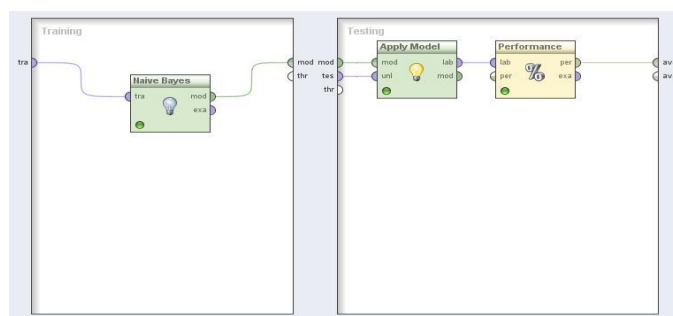 Training
Testing
tra
Naive Bayes
tra
mod
exa
mod
thr
mod
tes
thr
Apply Model
mod
lab
unl
mod
Performance
lab
per
per
exa
%
av
av